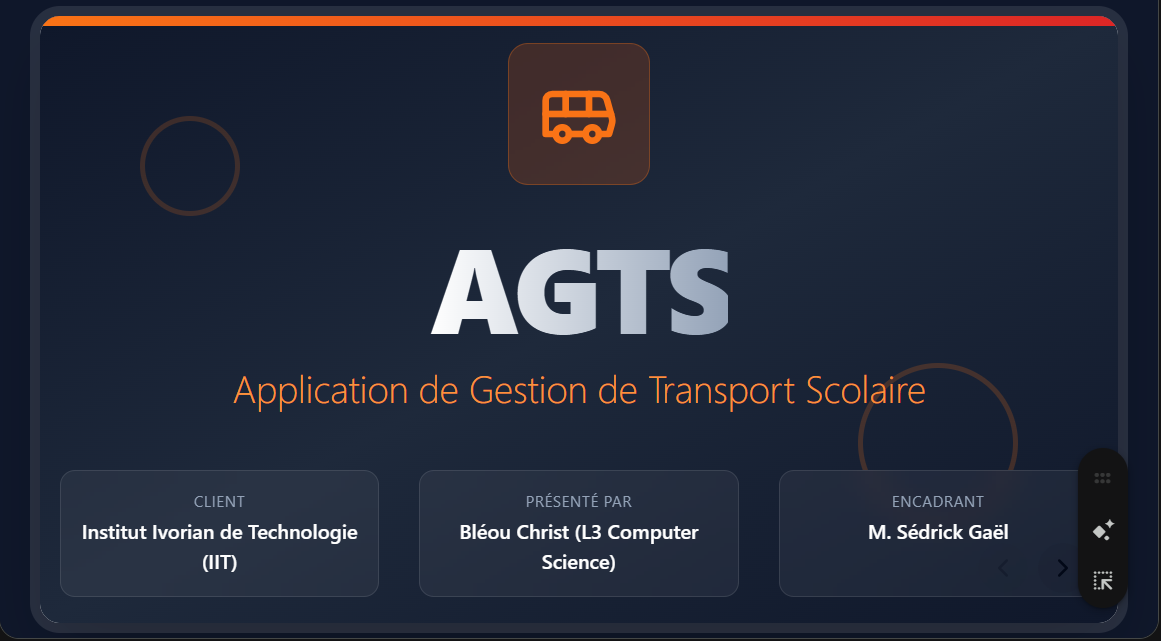 AGTS
Application de Gestion de Transport Scolaire
CLIENT
Institut Ivorian de Technologie
(IIT)
PRÉSENTÉ PAR
Bléou Christ (L3 Computer
Science)
ENCADRANT
M. Sédrick Gaël